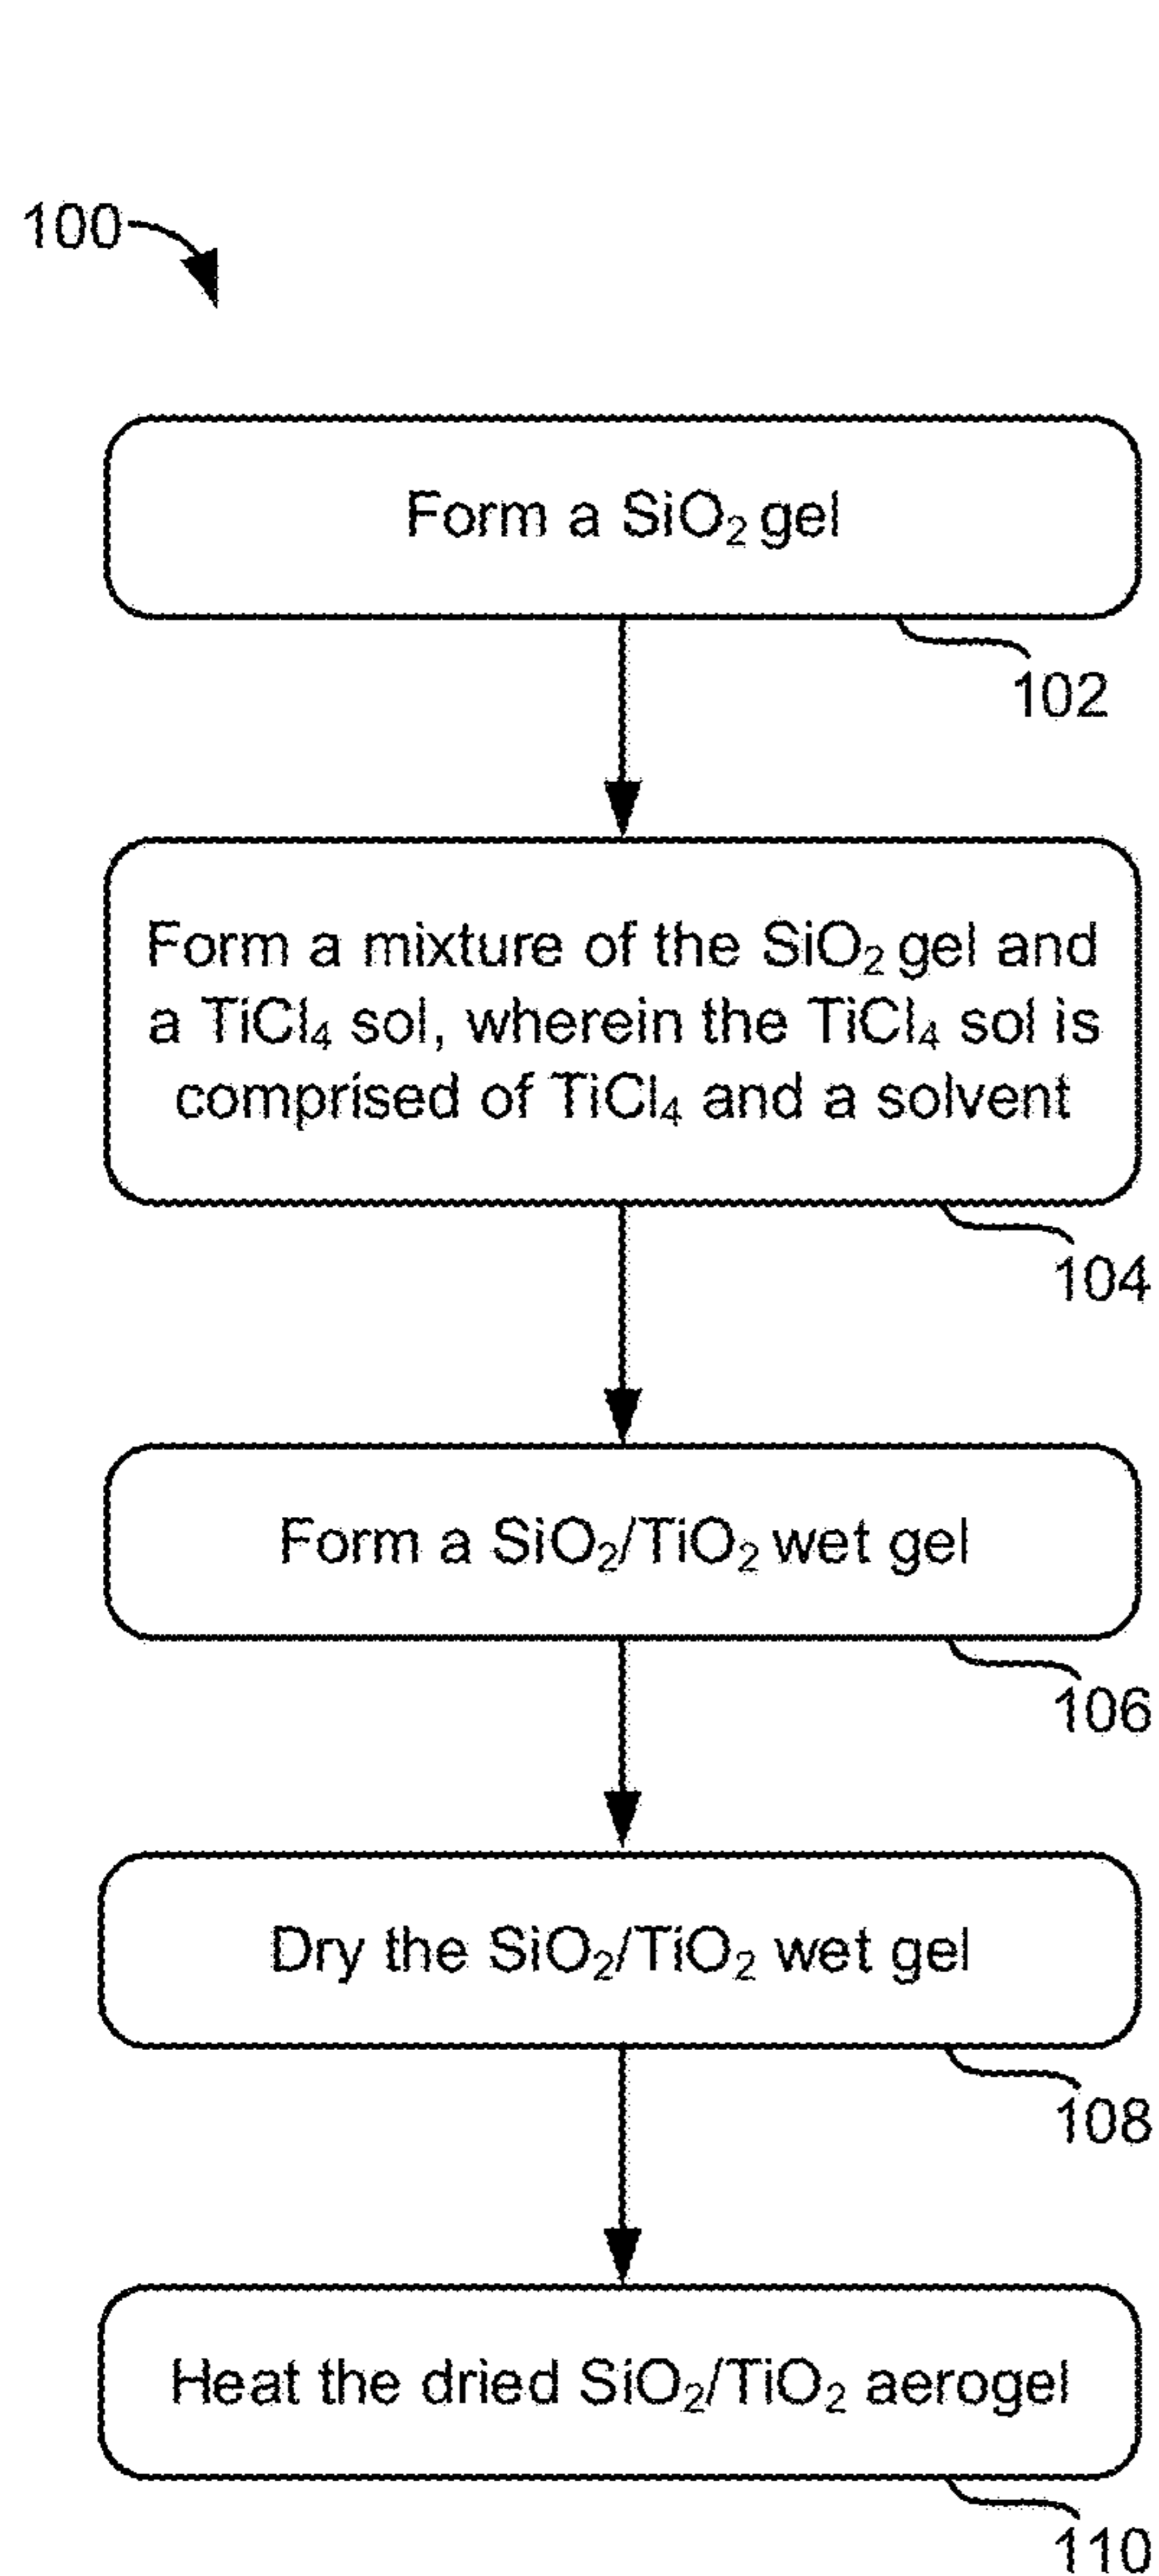 100
Form a SiO₂ gel
102
Form a mixture of the SiO₂ gel and
a TiCl₄ sol, wherein the TiCl₄ sol is
comprised of TiCl₄ and a solvent
104
Form a SiO₂/TiO₂ wet gel
106
Dry the SiO₂/TiO₂ wet gel
108
Heat the dried SiO₂/TiO₂ aerogel
110